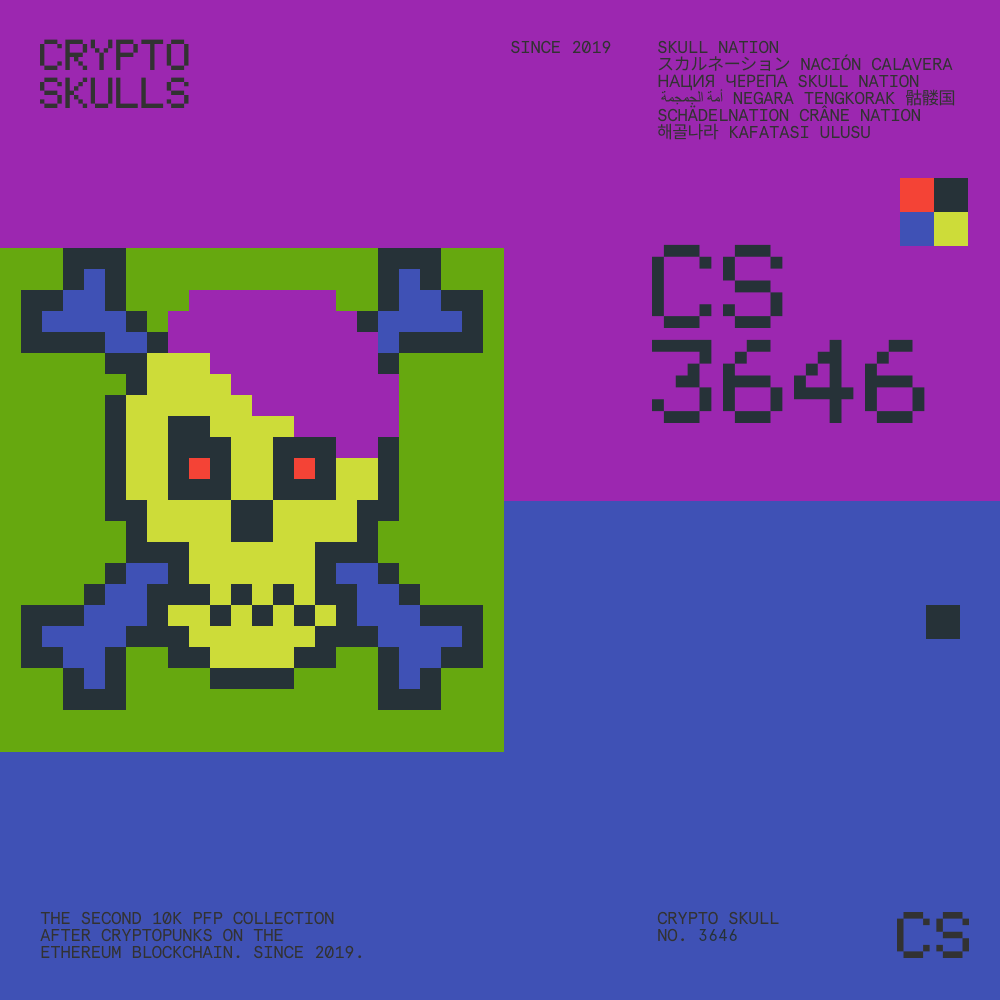 CRYPTO
SKULLS
SINCE 2019
SKULL NATION
スカルネーション NACIÓN CALAVERA
НАЦИЯ ЧЕРЕПА SKULL NATION
أمة الجمجمة NEGARA TENGKORAK 骷髅国
SCHÄDELNATION CRÂNE NATION
해골나라 KAFATASI ULUSU
CS
3646
THE SECOND 10K PFP COLLECTION
AFTER CRYPTOPUNKS ON THE
ETHEREUM BLOCKCHAIN. SINCE 2019.
CRYPTO SKULL
NO. 3646
CS